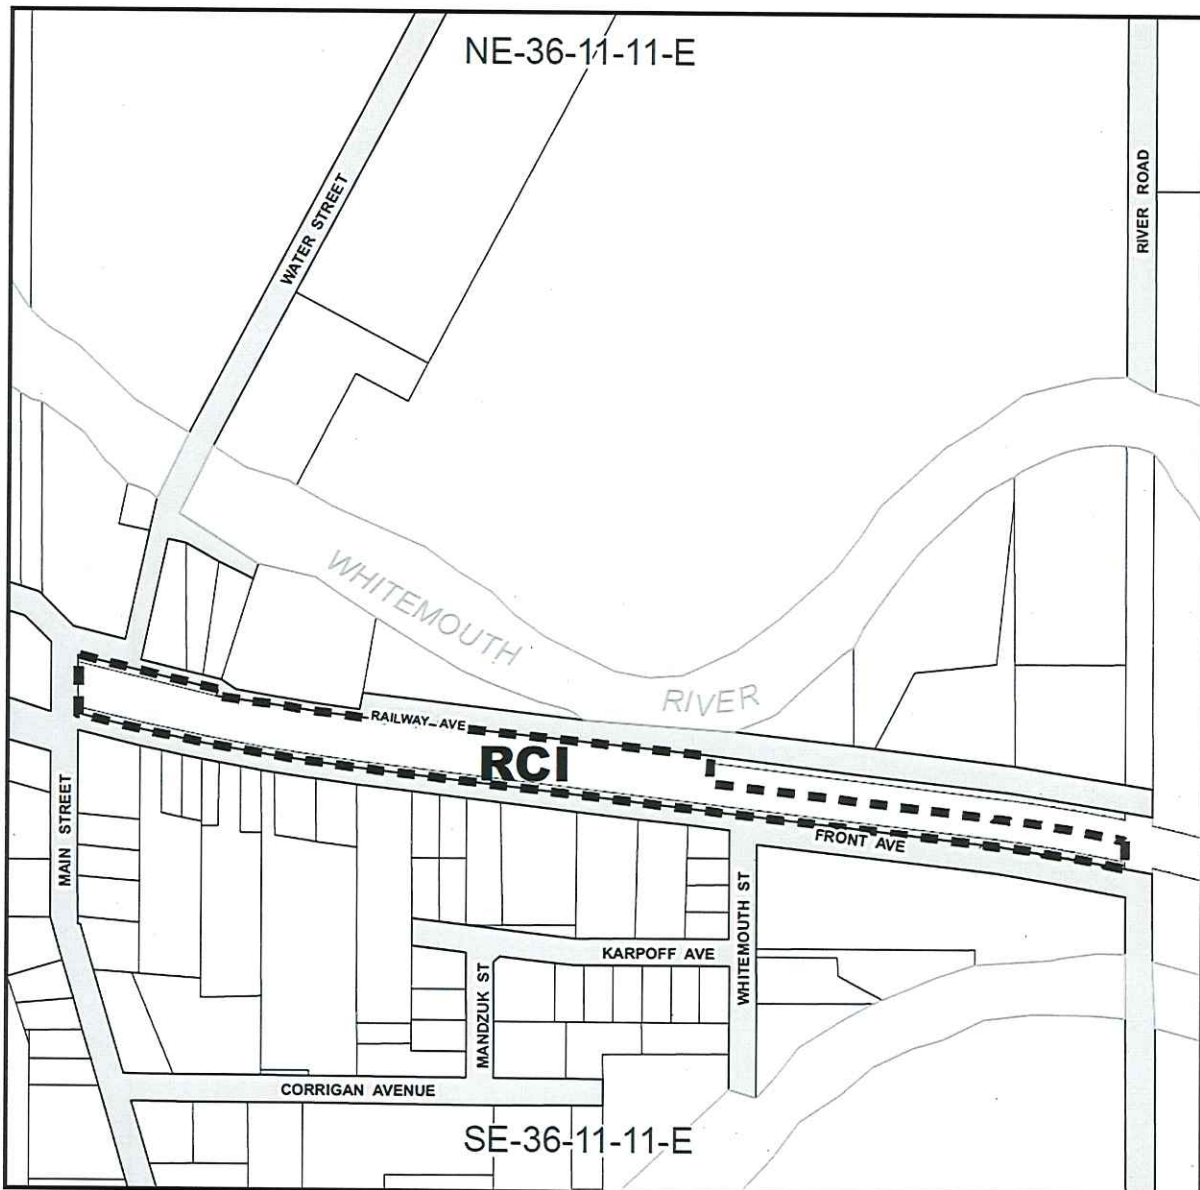 NE-36-11-11-E
RIVER ROAD
WATER STREET
WHITEMOUTH
RIVER
RAILWAY AVE
RCI
MAIN STREET
FRONT AVE
WHITEMOUTH ST
KARPOFF AVE
MANDZUK ST
CORRIGAN AVENUE
SE-36-11-11-E